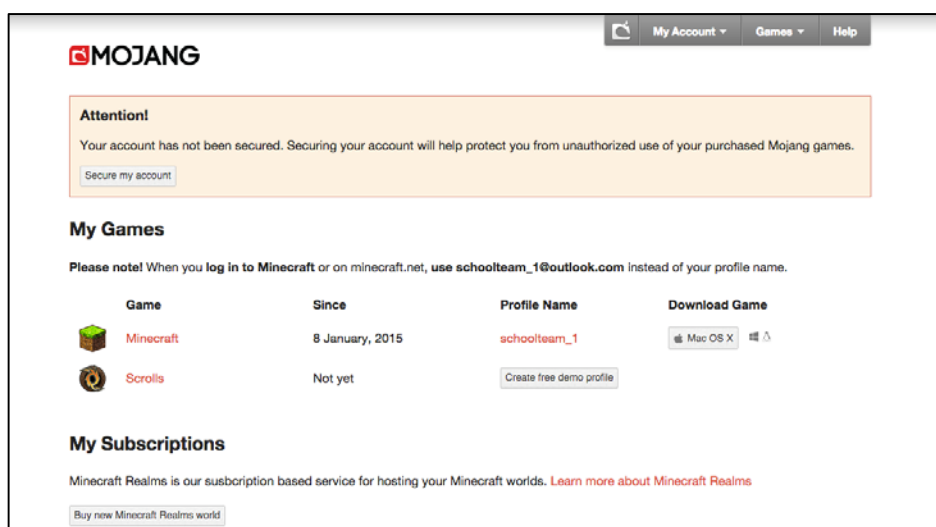 My Account Games Help
MOJANG
Attention!
Your account has not been secured. Securing your account will help protect you from unauthorized use of your purchased Mojang games.
Secure my account
My Games
Please note! When you log in to Minecraft or on minecraft.net, use schoolteam_1@outlook.com instead of your profile name.
Game Since Profile Name Download Game
Minecraft 8 January, 2015 schoolteam_1 Mac OS X
Scrolls Not yet Create free demo profile
My Subscriptions
Minecraft Realms is our susbcription based service for hosting your Minecraft worlds. Learn more about Minecraft Realms
Buy new Minecraft Realms world